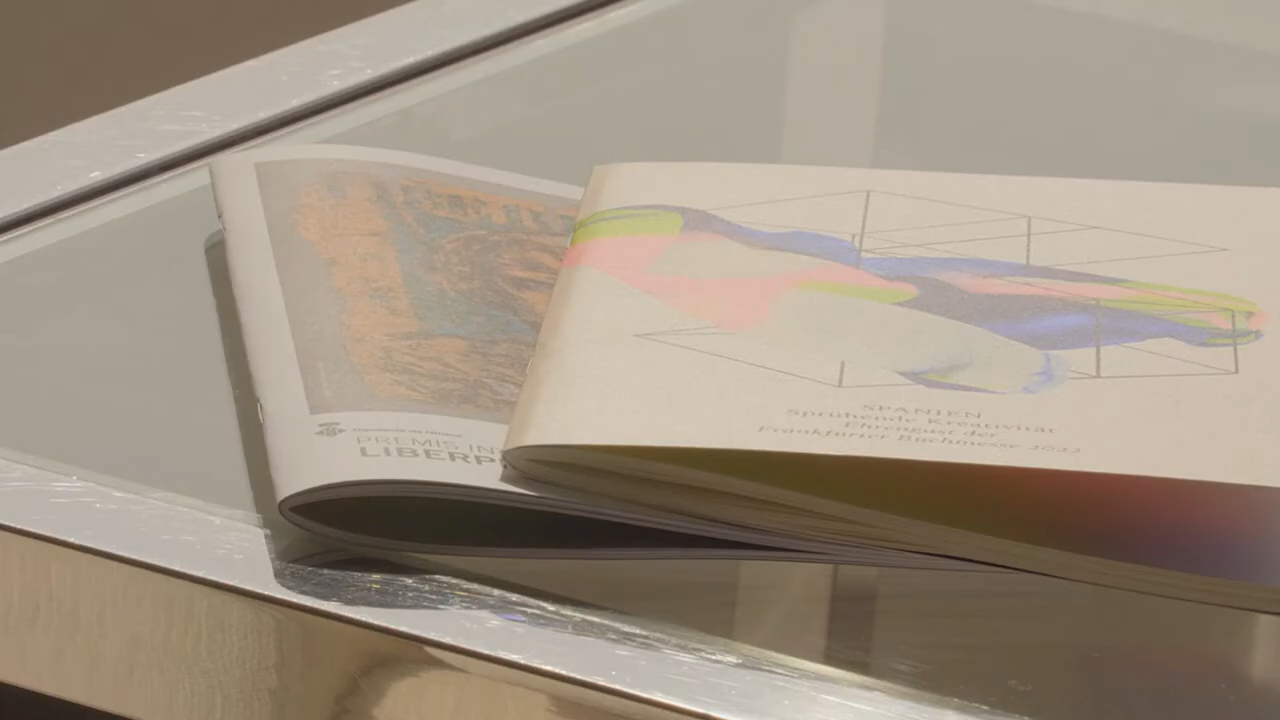 PREMIS IN
LIBERP
SPANIEN
Sprühende Kreativität
Ehrengast der
Frankfurter Buchmesse 2022